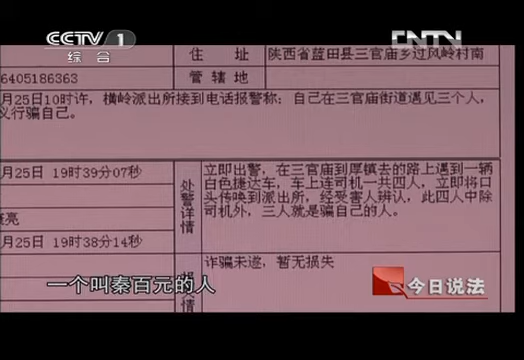 CCTV 1
综合
CNTV
住 址 陕西省蓝田县三官庙乡过风岭村南
6405186363
管辖地
月25日10时许,横岭派出所接到电话报警称:自己在三官庙街道遇见三个人,
义行骗自己。
月25日 19时39分07秒
月25日 19时38分14秒
处警详情
立即出警,在三官庙到厚镇去的路上遇到一辆
白色捷达车,车上连司机一共四人,立即将口
头传唤到派出所,经受害人辨认,此四人中除
司机外,三人就是骗自己的人。
诈骗未遂,暂无损失
情
一个叫秦百元的人
今日说法